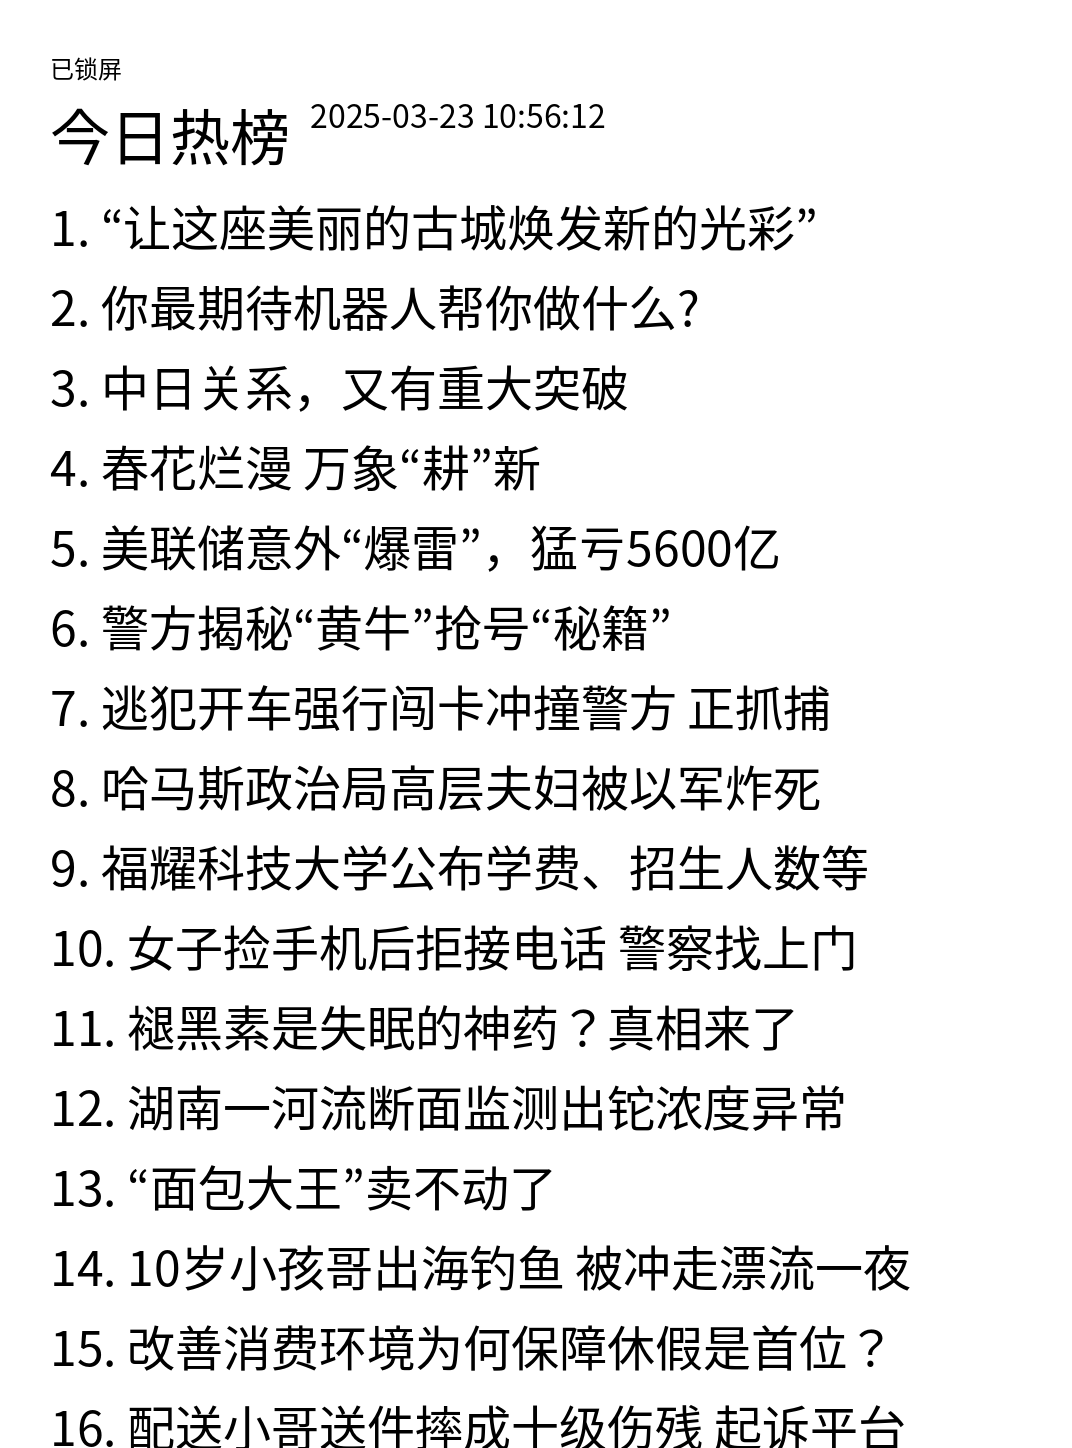 已锁屏
今日热榜 2025-03-23 10:56:12
1. “让这座美丽的古城焕发新的光彩”
2. 你最期待机器人帮你做什么?
3. 中日关系，又有重大突破
4. 春花烂漫 万象“耕”新
5. 美联储意外“爆雷”，猛亏5600亿
6. 警方揭秘“黄牛”抢号“秘籍”
7. 逃犯开车强行闯卡冲撞警方 正抓捕
8. 哈马斯政治局高层夫妇被以军炸死
9. 福耀科技大学公布学费、招生人数等
10. 女子捡手机后拒接电话 警察找上门
11. 褪黑素是失眠的神药？真相来了
12. 湖南一河流断面监测出铊浓度异常
13. “面包大王”卖不动了
14. 10岁小孩哥出海钓鱼 被冲走漂流一夜
15. 改善消费环境为何保障休假是首位？
16. 配送小哥送件摔成十级伤残 起诉平台